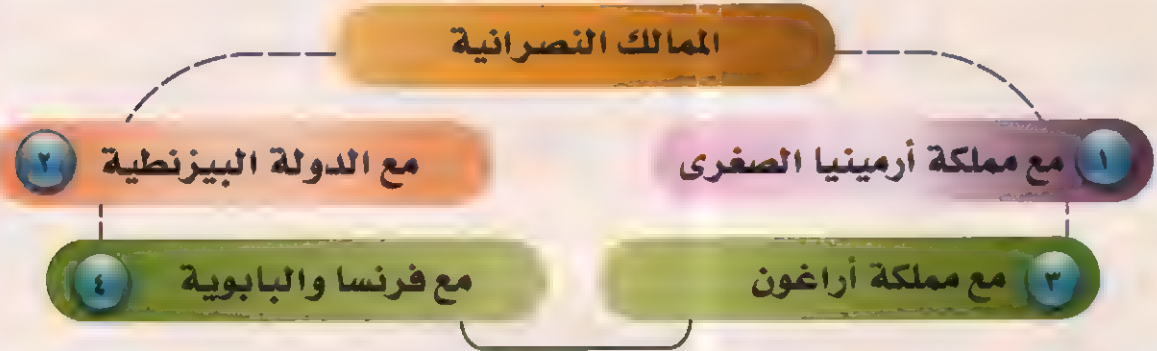 الممالك النصرانية
١ مع مملكة أرمينيا الصغرى
٢ مع الدولة البيزنطية
٣ مع مملكة أراغون
٤ مع فرنسا والبابوية